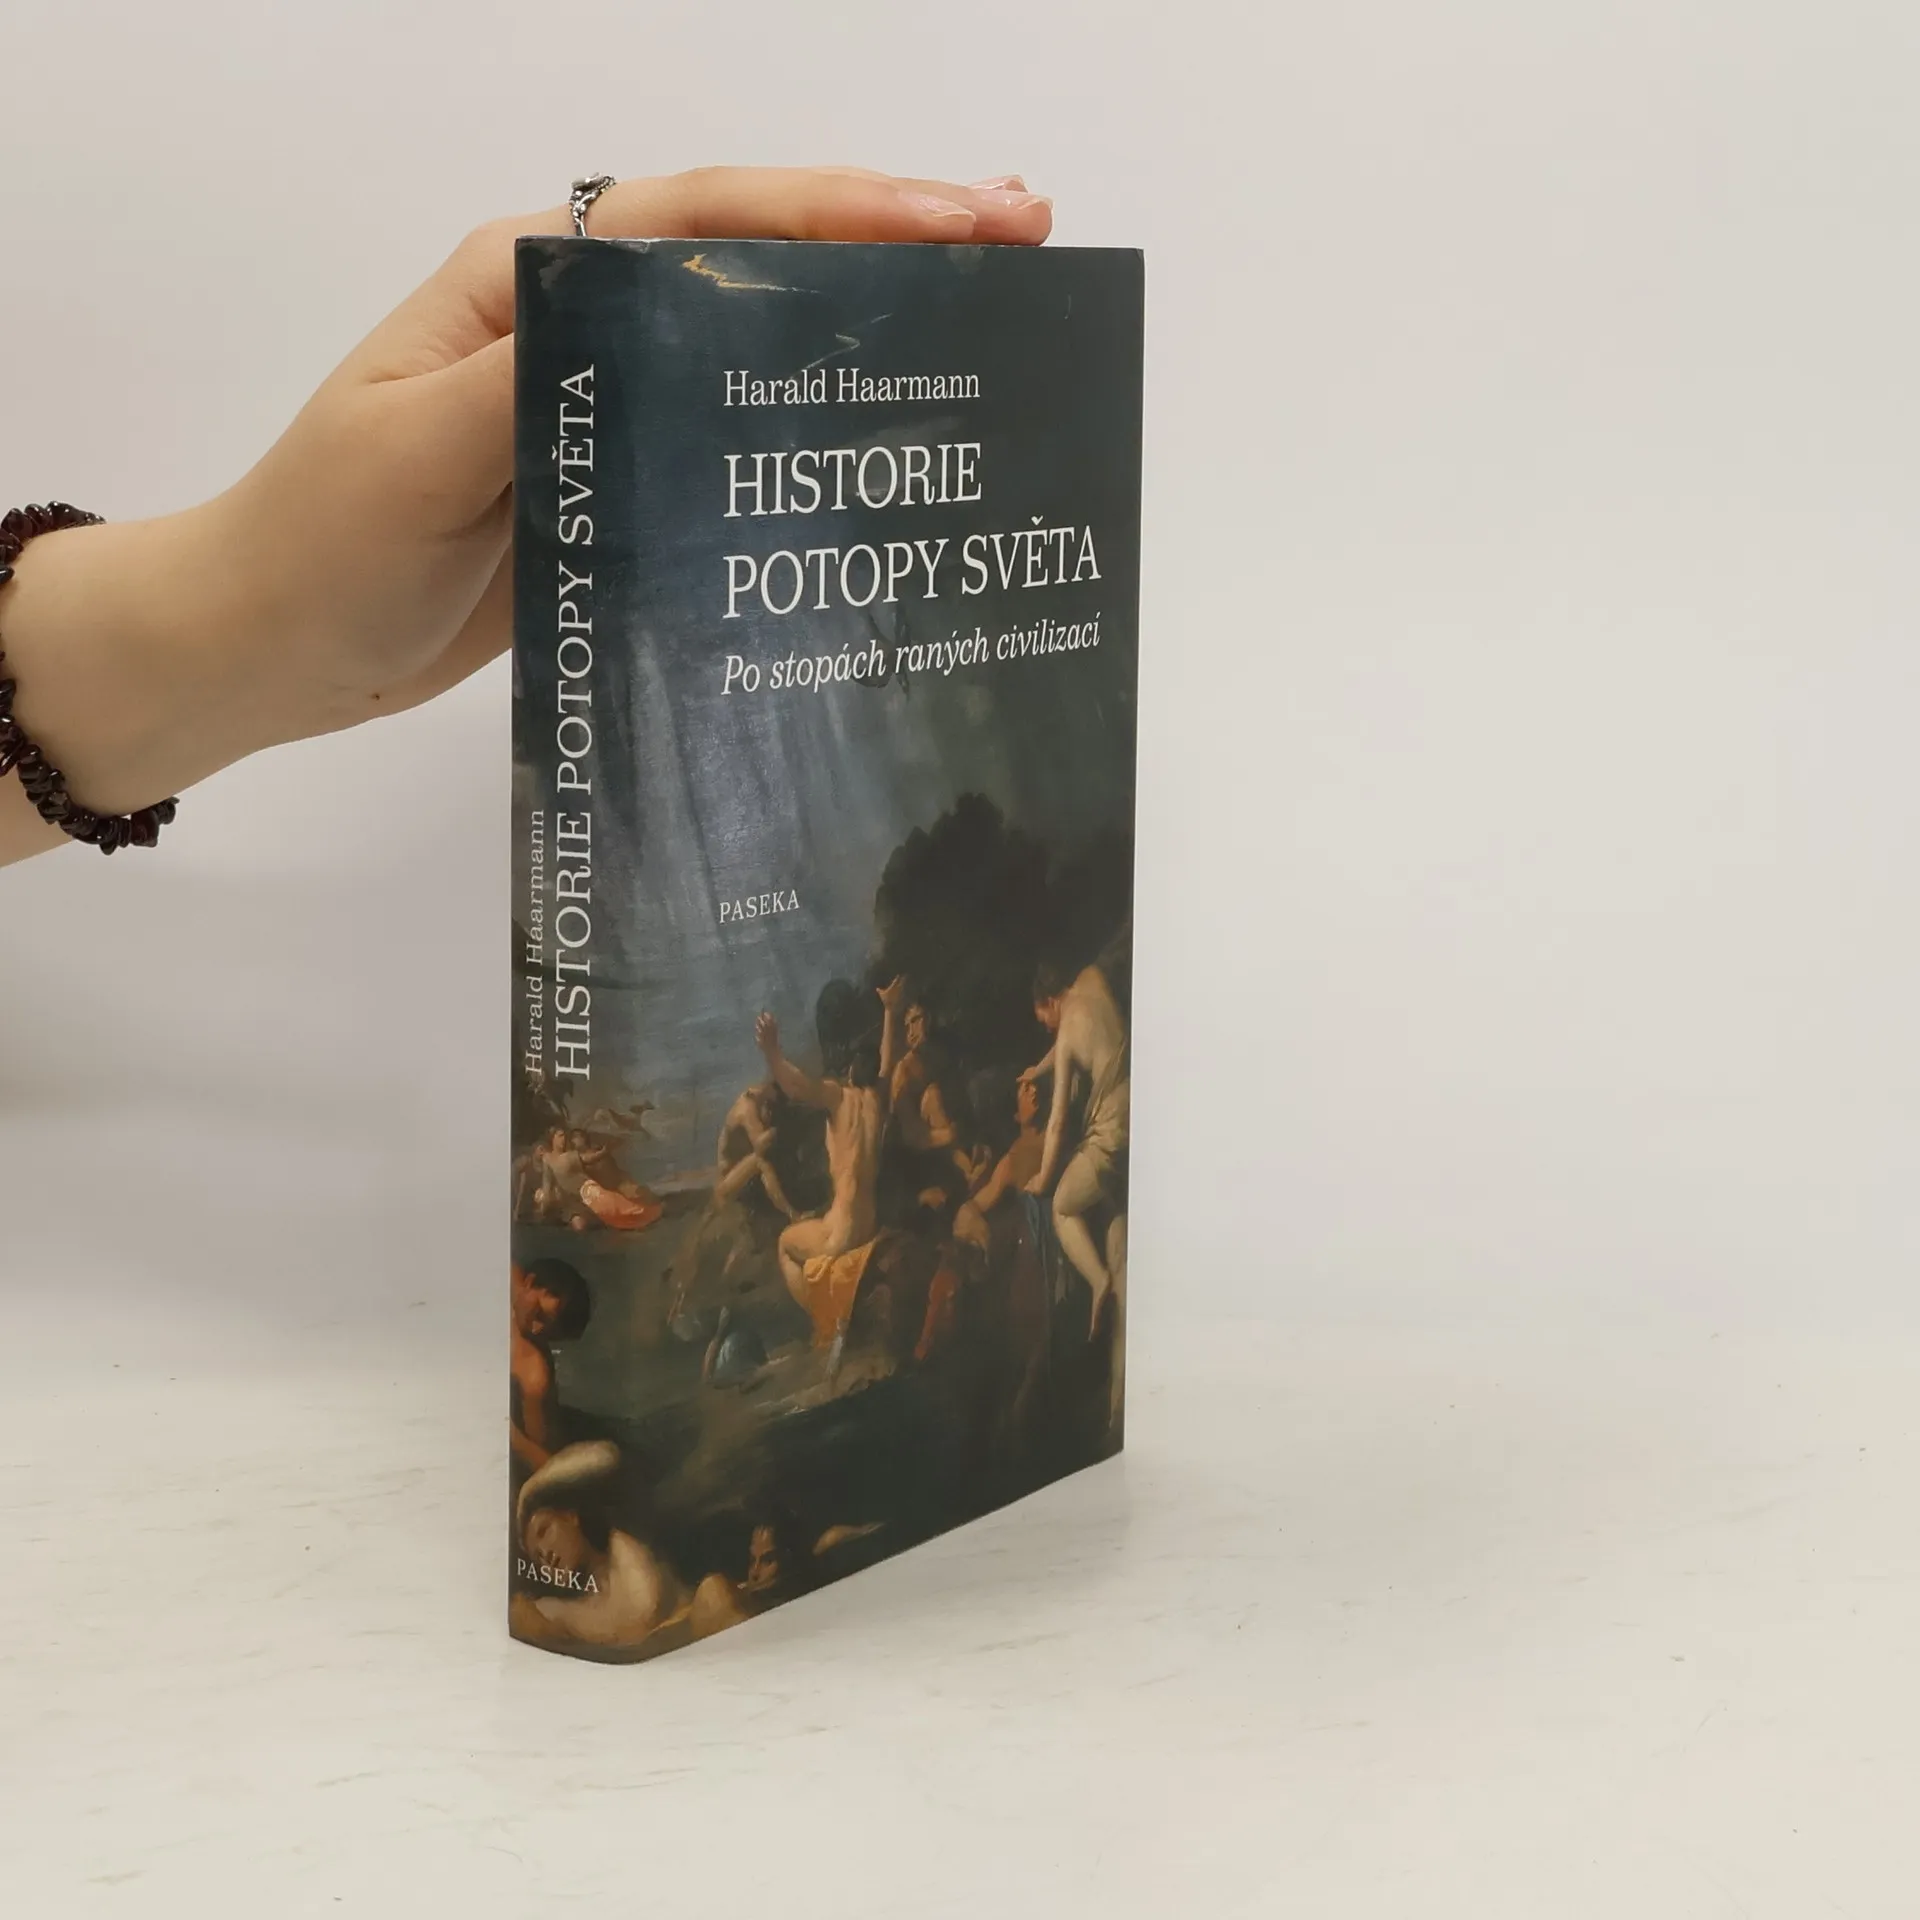 Harald Haarmann
HISTORIE POTOPY SVĚTA
PASEKA
Harald Haarmann
HISTORIE
POTOPY SVĚTA
Po stopách raných civilizací
PASEKA